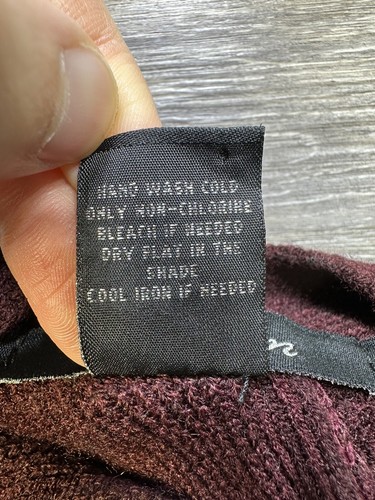 HAND WASH COLD
ONLY NON-CHLORINE
BLEACH IF NEEDED
DRY FLAT IN THE
SHADE
COOL IRON IF NEEDED